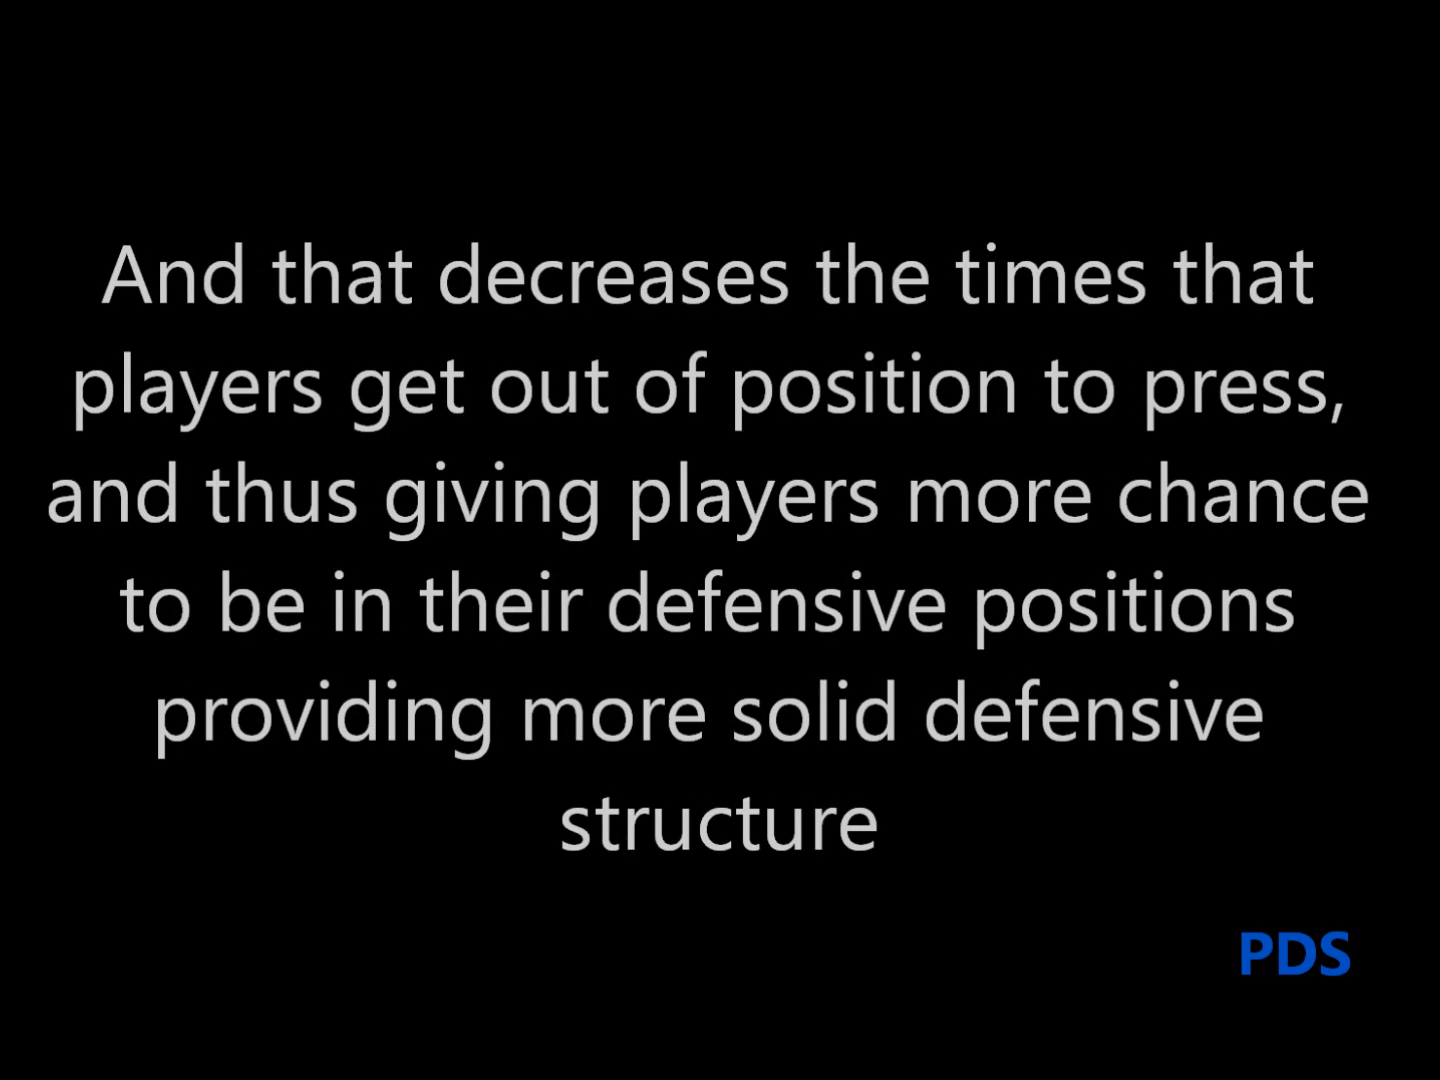 And that decreases the times that
players get out of position to press,
and thus giving players more chance
to be in their defensive positions
providing more solid defensive
structure
PDS